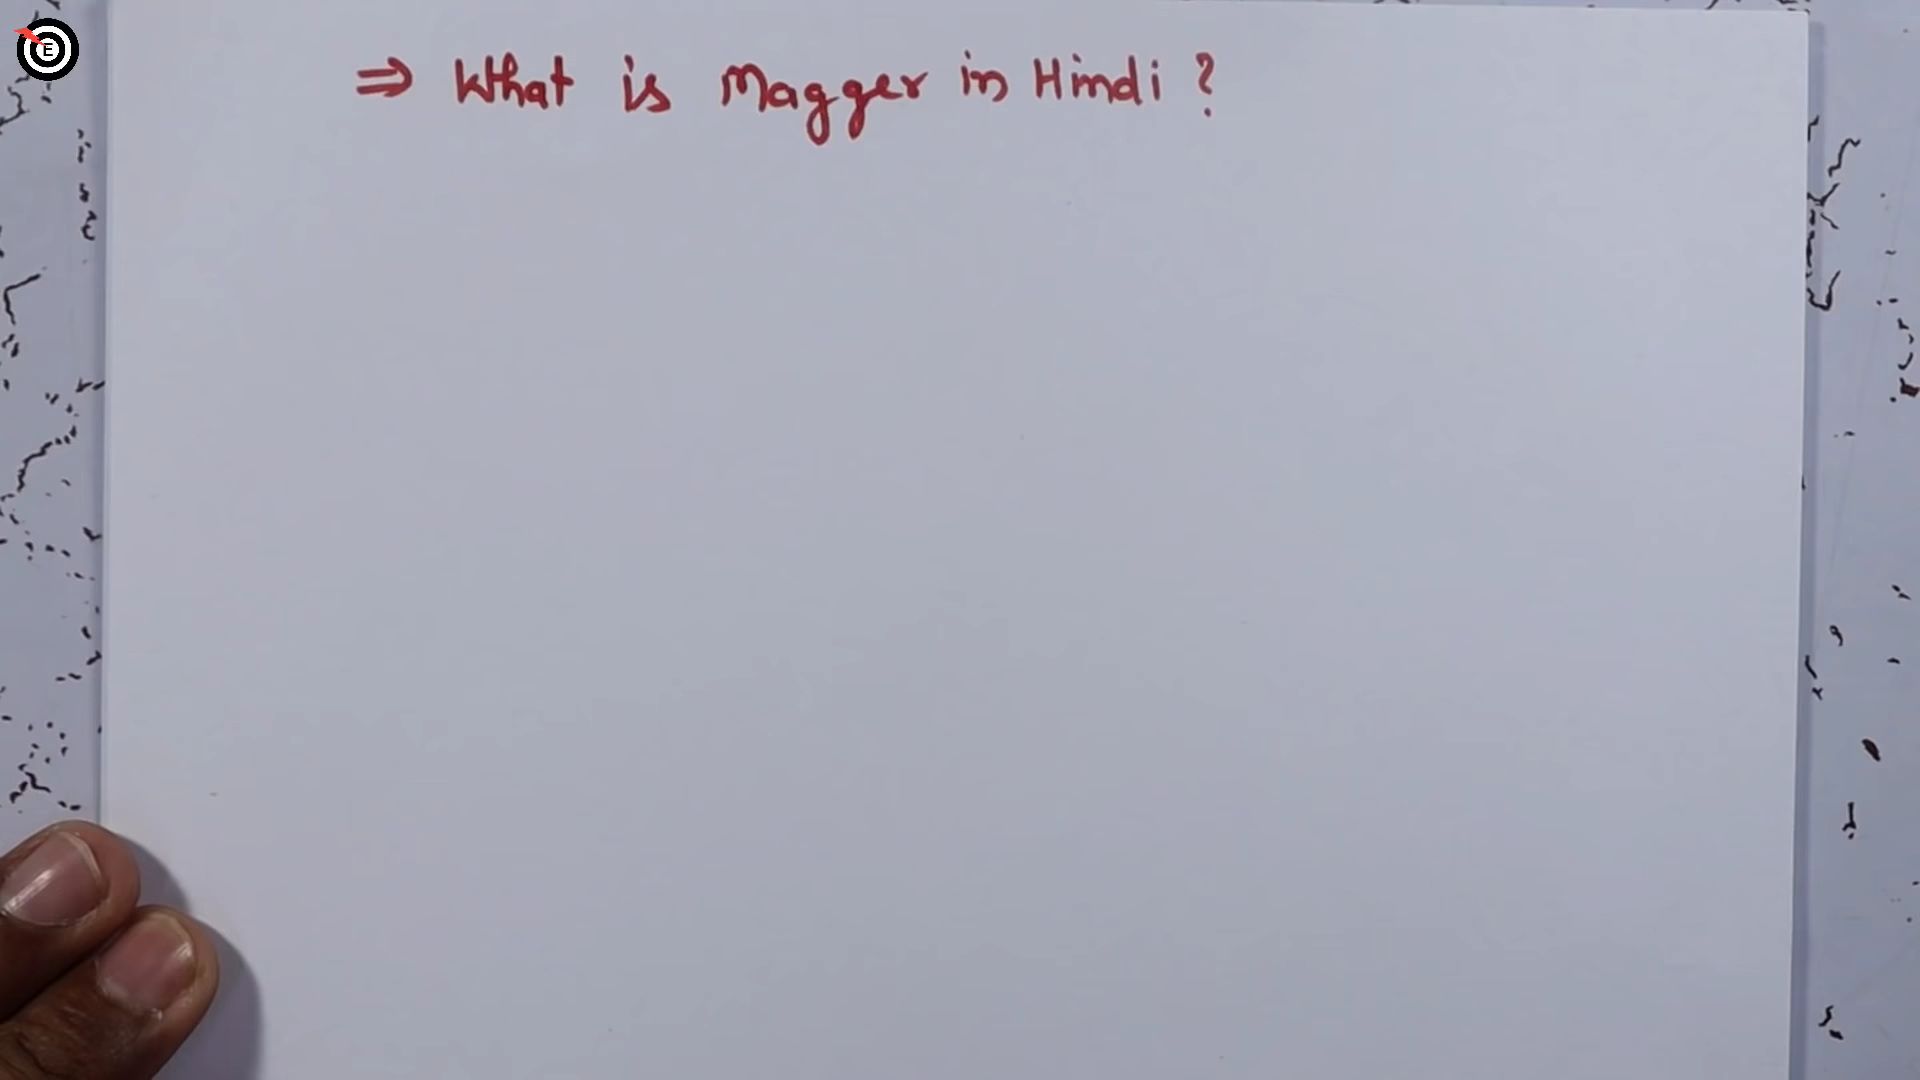 E
⇒ What is Magger in Hindi ?